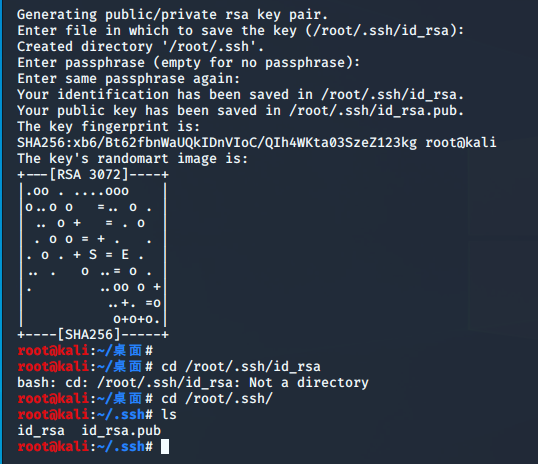 Generating public/private rsa key pair.
Enter file in which to save the key (/root/.ssh/id_rsa):
Created directory '/root/.ssh'.
Enter passphrase (empty for no passphrase):
Enter same passphrase again:
Your identification has been saved in /root/.ssh/id_rsa.
Your public key has been saved in /root/.ssh/id_rsa.pub.
The key fingerprint is:
SHA256:xb6/Bt62fbnWaUQkIDnVIoC/QIh4WKta03SzeZ123kg root@kali
The key's randomart image is:
+---[RSA 3072]----+
|.oo . ....ooo    |
|o..o o   =.. o . |
| .. o +   = . o  |
| . o o = + .   . |
|. o . + S = E .  |
|.. .   o ..= o . |
|.        ..oo o +|
|          ..+. =o|
|           o+o+o.|
+----[SHA256]-----+
root@kali:~/桌面#
root@kali:~/桌面# cd /root/.ssh/id_rsa
bash: cd: /root/.ssh/id_rsa: Not a directory
root@kali:~/桌面# cd /root/.ssh/
root@kali:~/.ssh# ls
id_rsa  id_rsa.pub
root@kali:~/.ssh#